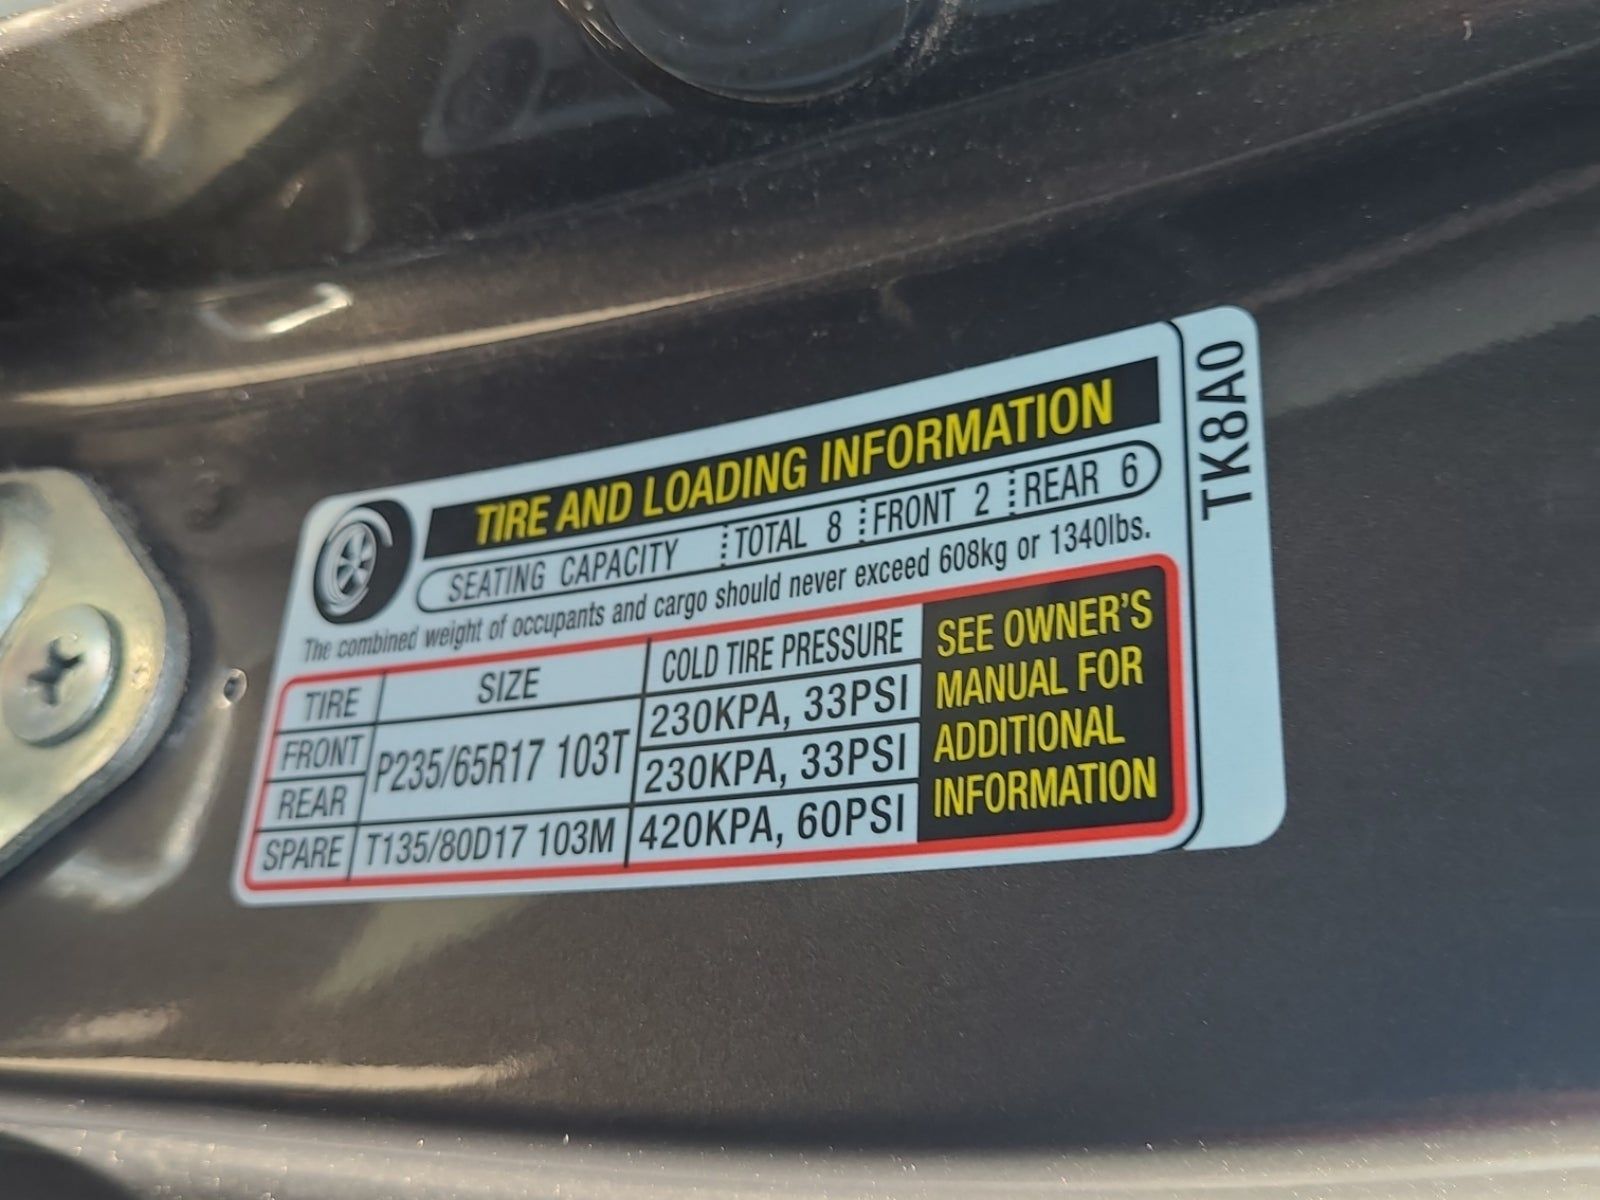 TIRE AND LOADING INFORMATION
SEATING CAPACITY TOTAL 8 FRONT 2 REAR 6
The combined weight of occupants and cargo should never exceed 608kg or 1340lbs.
TIRE SIZE COLD TIRE PRESSURE
FRONT P235/65R17 103T 230KPA, 33PSI
REAR 230KPA, 33PSI
SPARE T135/80D17 103M 420KPA, 60PSI
SEE OWNER'S
MANUAL FOR
ADDITIONAL
INFORMATION
TK8A0